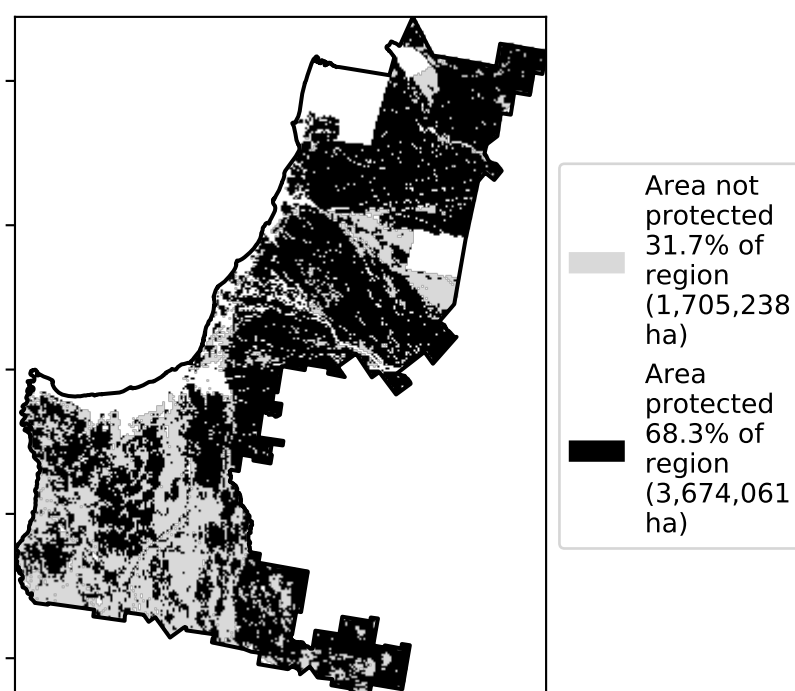 Area not
protected
31.7% of
region
(1,705,238
ha)
Area
protected
68.3% of
region
(3,674,061
ha)